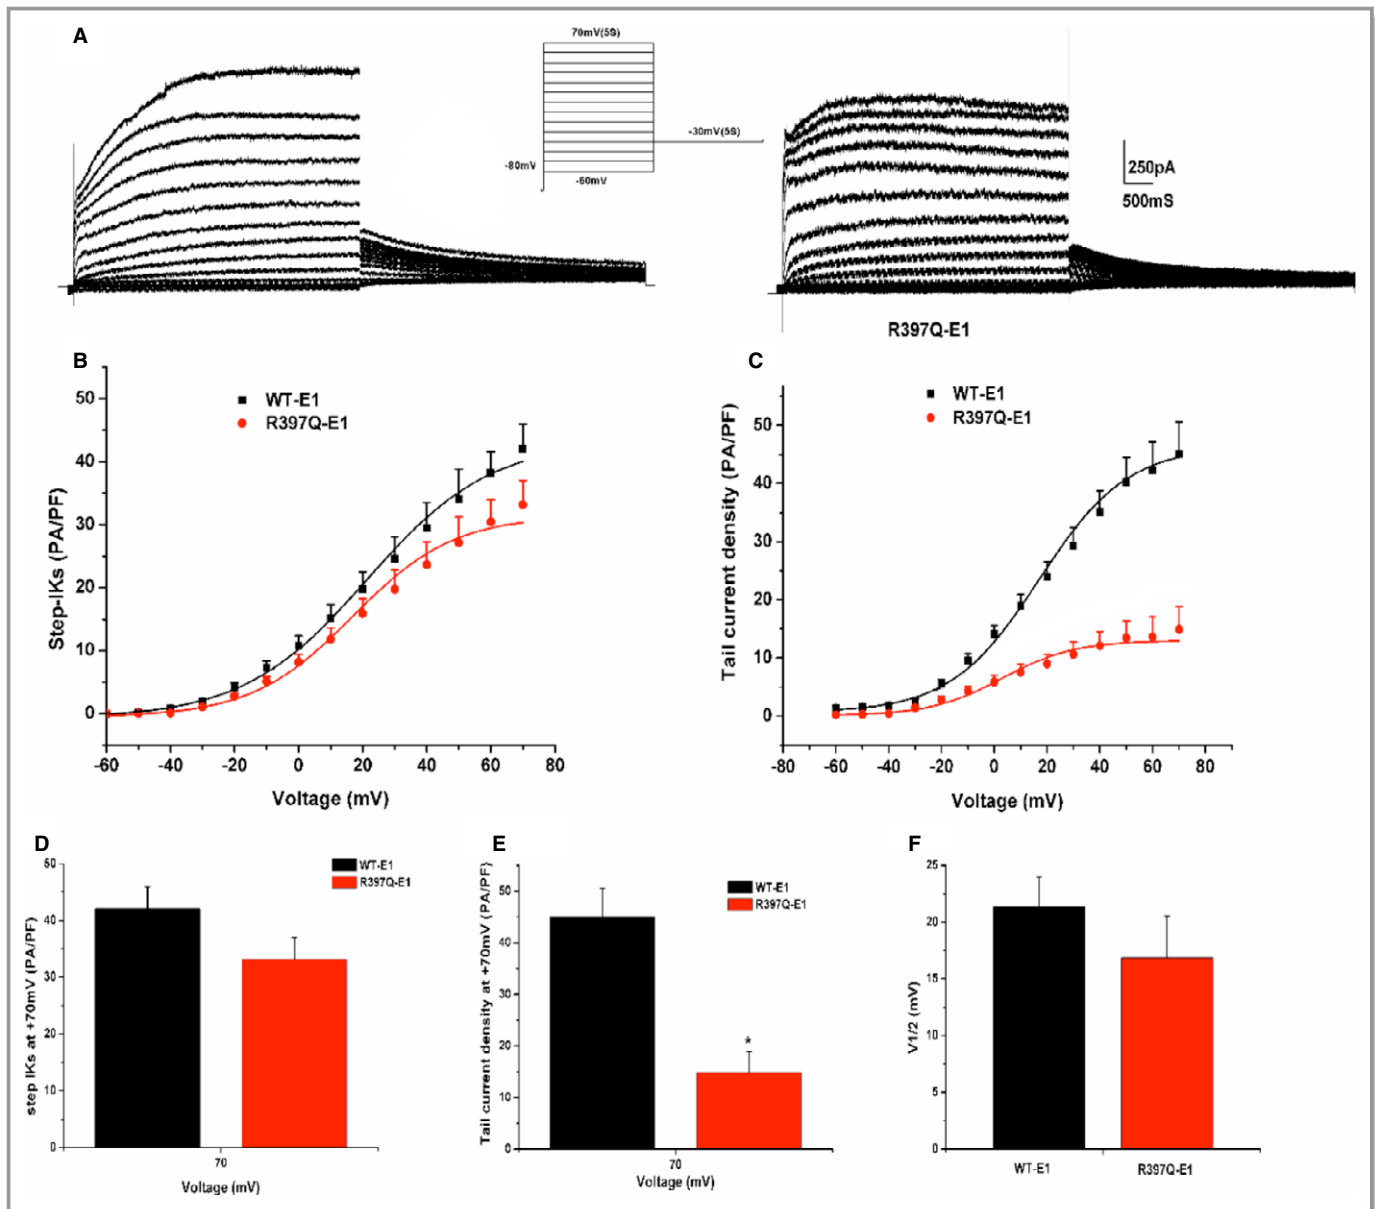 A
70mV(5S)
-30mV(5S)
-80mV
-60mV
250pA
500mS
R397Q-E1
B
WT-E1
R397Q-E1
Step-IKs (PA/PF)
50
40
30
20
10
0
-60 -40 -20 0 20 40 60 80
Voltage (mV)
C
WT-E1
R397Q-E1
Tail current density (PA/PF)
50
40
30
20
10
0
-80 -60 -40 -20 0 20 40 60 80
Voltage (mV)
D
WT-E1
R397Q-E1
step IKs at +70mV (PA/PF)
50
40
30
20
10
0
70
Voltage (mV)
E
WT-E1
R397Q-E1
Tail current density at +70mV (PA/PF)
50
40
30
20
10
0
*
70
Voltage (mV)
F
V1/2 (mV)
25
20
15
10
5
0
WT-E1 R397Q-E1